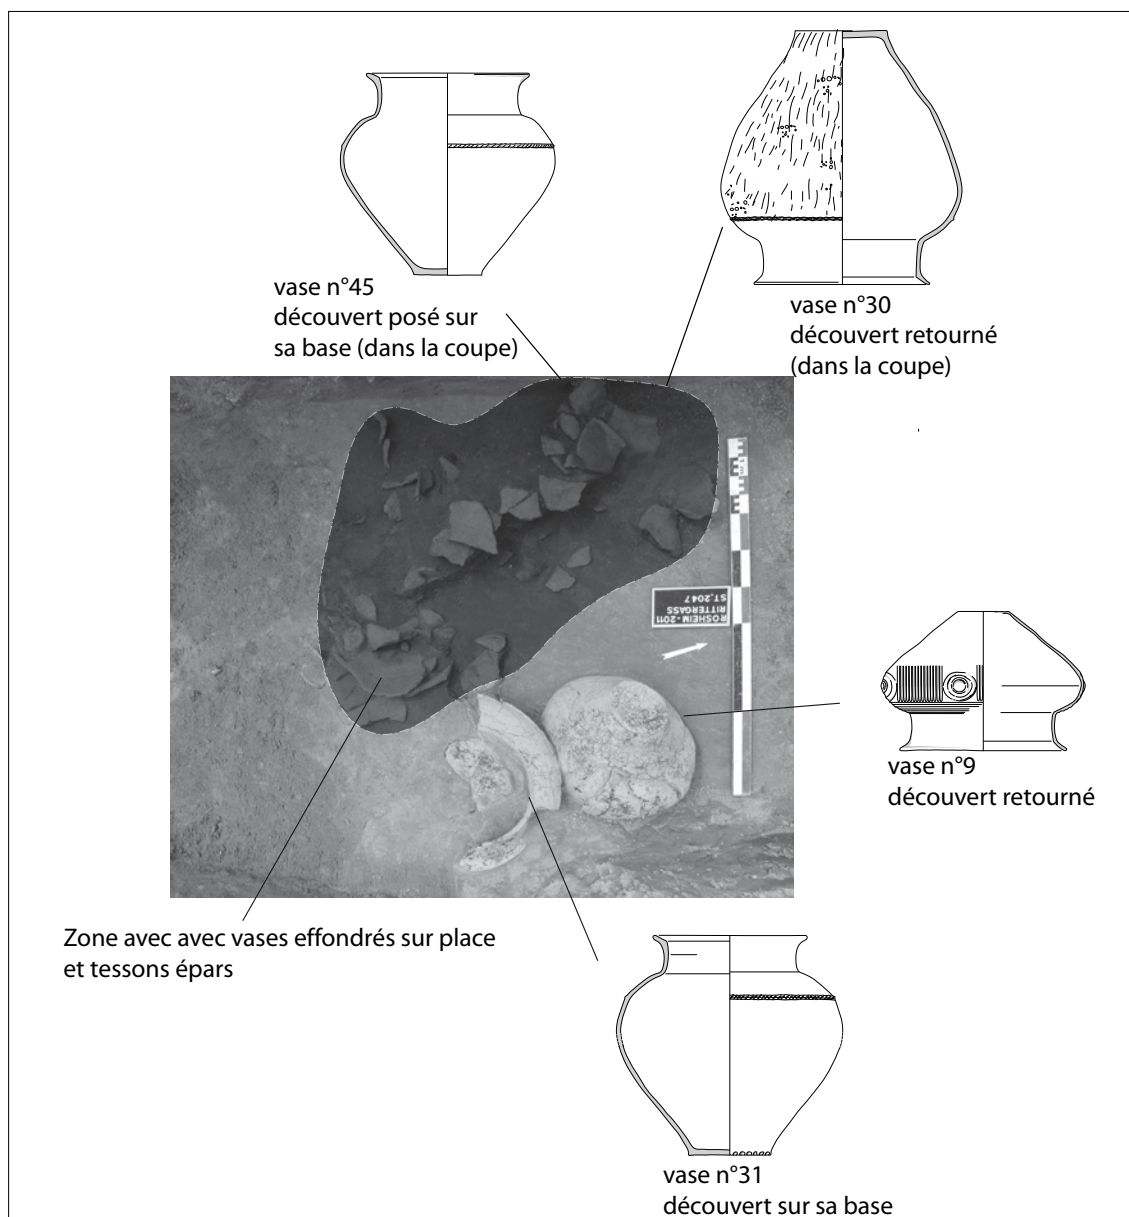 vase n°45
découvert posé sur
sa base (dans la coupe)
vase n°30
découvert retourné
(dans la coupe)
ROSHEIM-2011
RITTERGASS
ST.2047
vase n°9
découvert retourné
Zone avec avec vases effondrés sur place
et tessons épars
vase n°31
découvert sur sa base